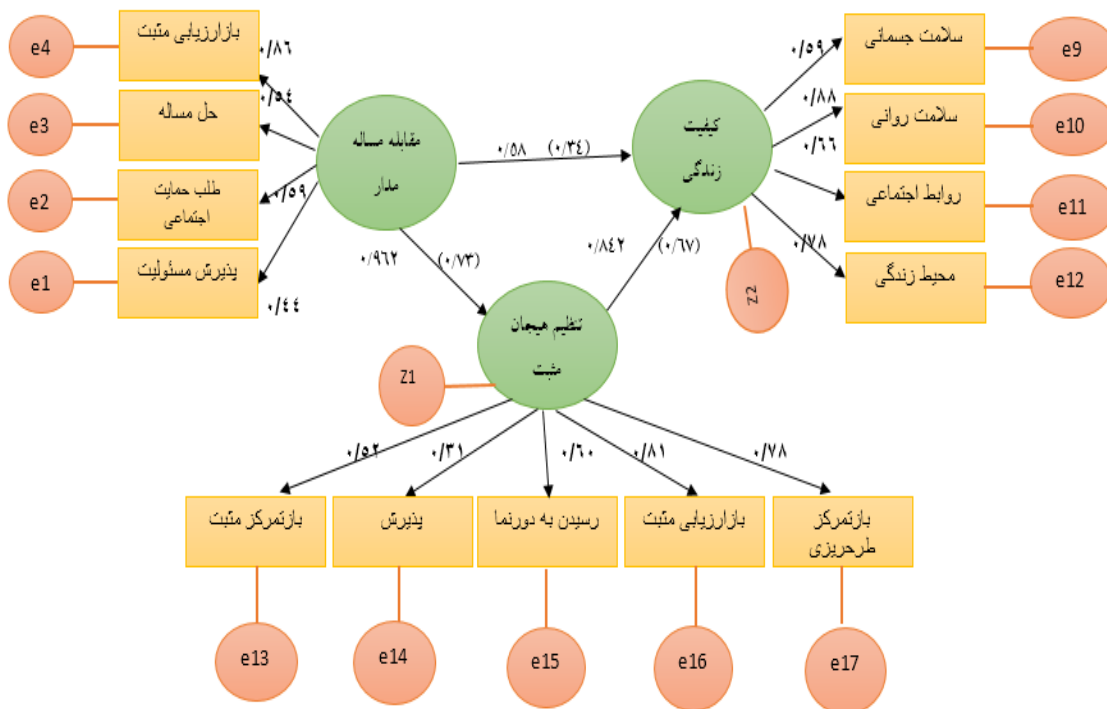 بازارزیابی مثبت
e4
۰/۸۶
حل مساله
e3
۰/۵٤
طلب حمایت
اجتماعی
e2
۰/۵۹
پذیرش مسئولیت
e1
۰/٤٤
مقابله مساله
مدار
۰/۵۸ (۰/۳٤)
کیفیت
زندگی
سلامت جسمانی
e9
۰/۵۹
سلامت روانی
e10
۰/۸۸
روابط اجتماعی
e11
۰/۶۶
محیط زندگی
e12
۰/۷۸
Z2
۰/۹۶۲ (۰/۷۳)
۰/۸٤۲ (۰/۶۷)
تنظیم هیجان
مثبت
Z1
۰/۵۲
۰/۳۱
۰/۶۰
۰/۸۱
۰/۷۸
بازتمرکز مثبت
پذیرش
رسیدن به دورنما
بازارزیابی مثبت
بازتمرکز
طرحریزی
e13
e14
e15
e16
e17